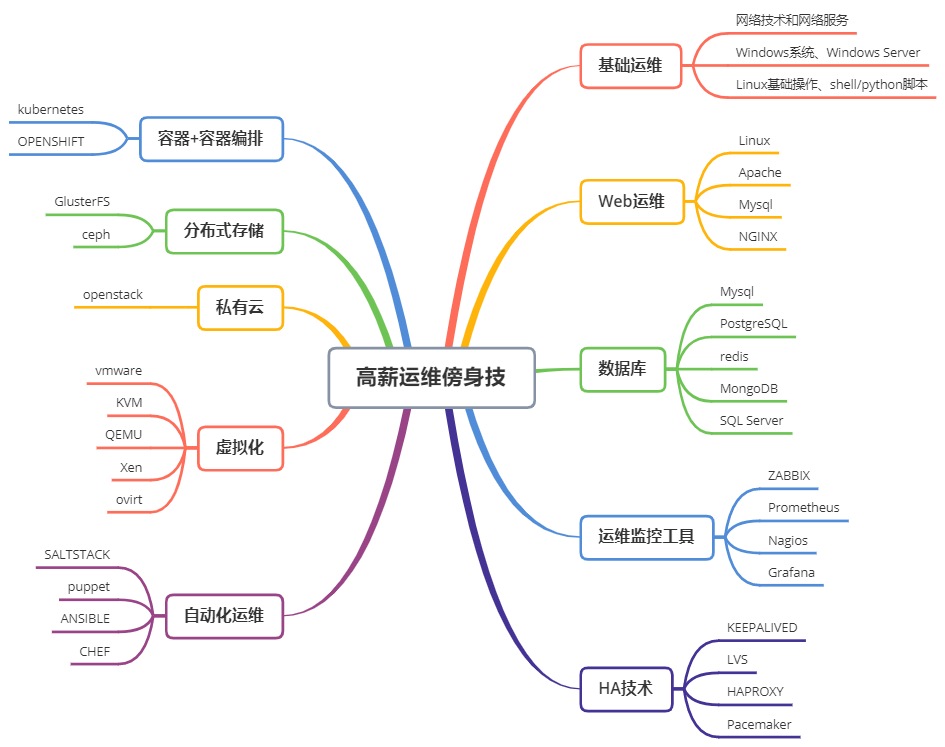 高薪运维傍身技
基础运维
网络技术和网络服务
Windows系统、Windows Server
Linux基础操作、shell/python脚本
Web运维
Linux
Apache
Mysql
NGINX
数据库
Mysql
PostgreSQL
redis
MongoDB
SQL Server
运维监控工具
ZABBIX
Prometheus
Nagios
Grafana
HA技术
KEEPALIVED
LVS
HAPROXY
Pacemaker
容器+容器编排
kubernetes
OPENSHIFT
分布式存储
GlusterFS
ceph
私有云
openstack
虚拟化
vmware
KVM
QEMU
Xen
ovirt
自动化运维
SALTSTACK
puppet
ANSIBLE
CHEF